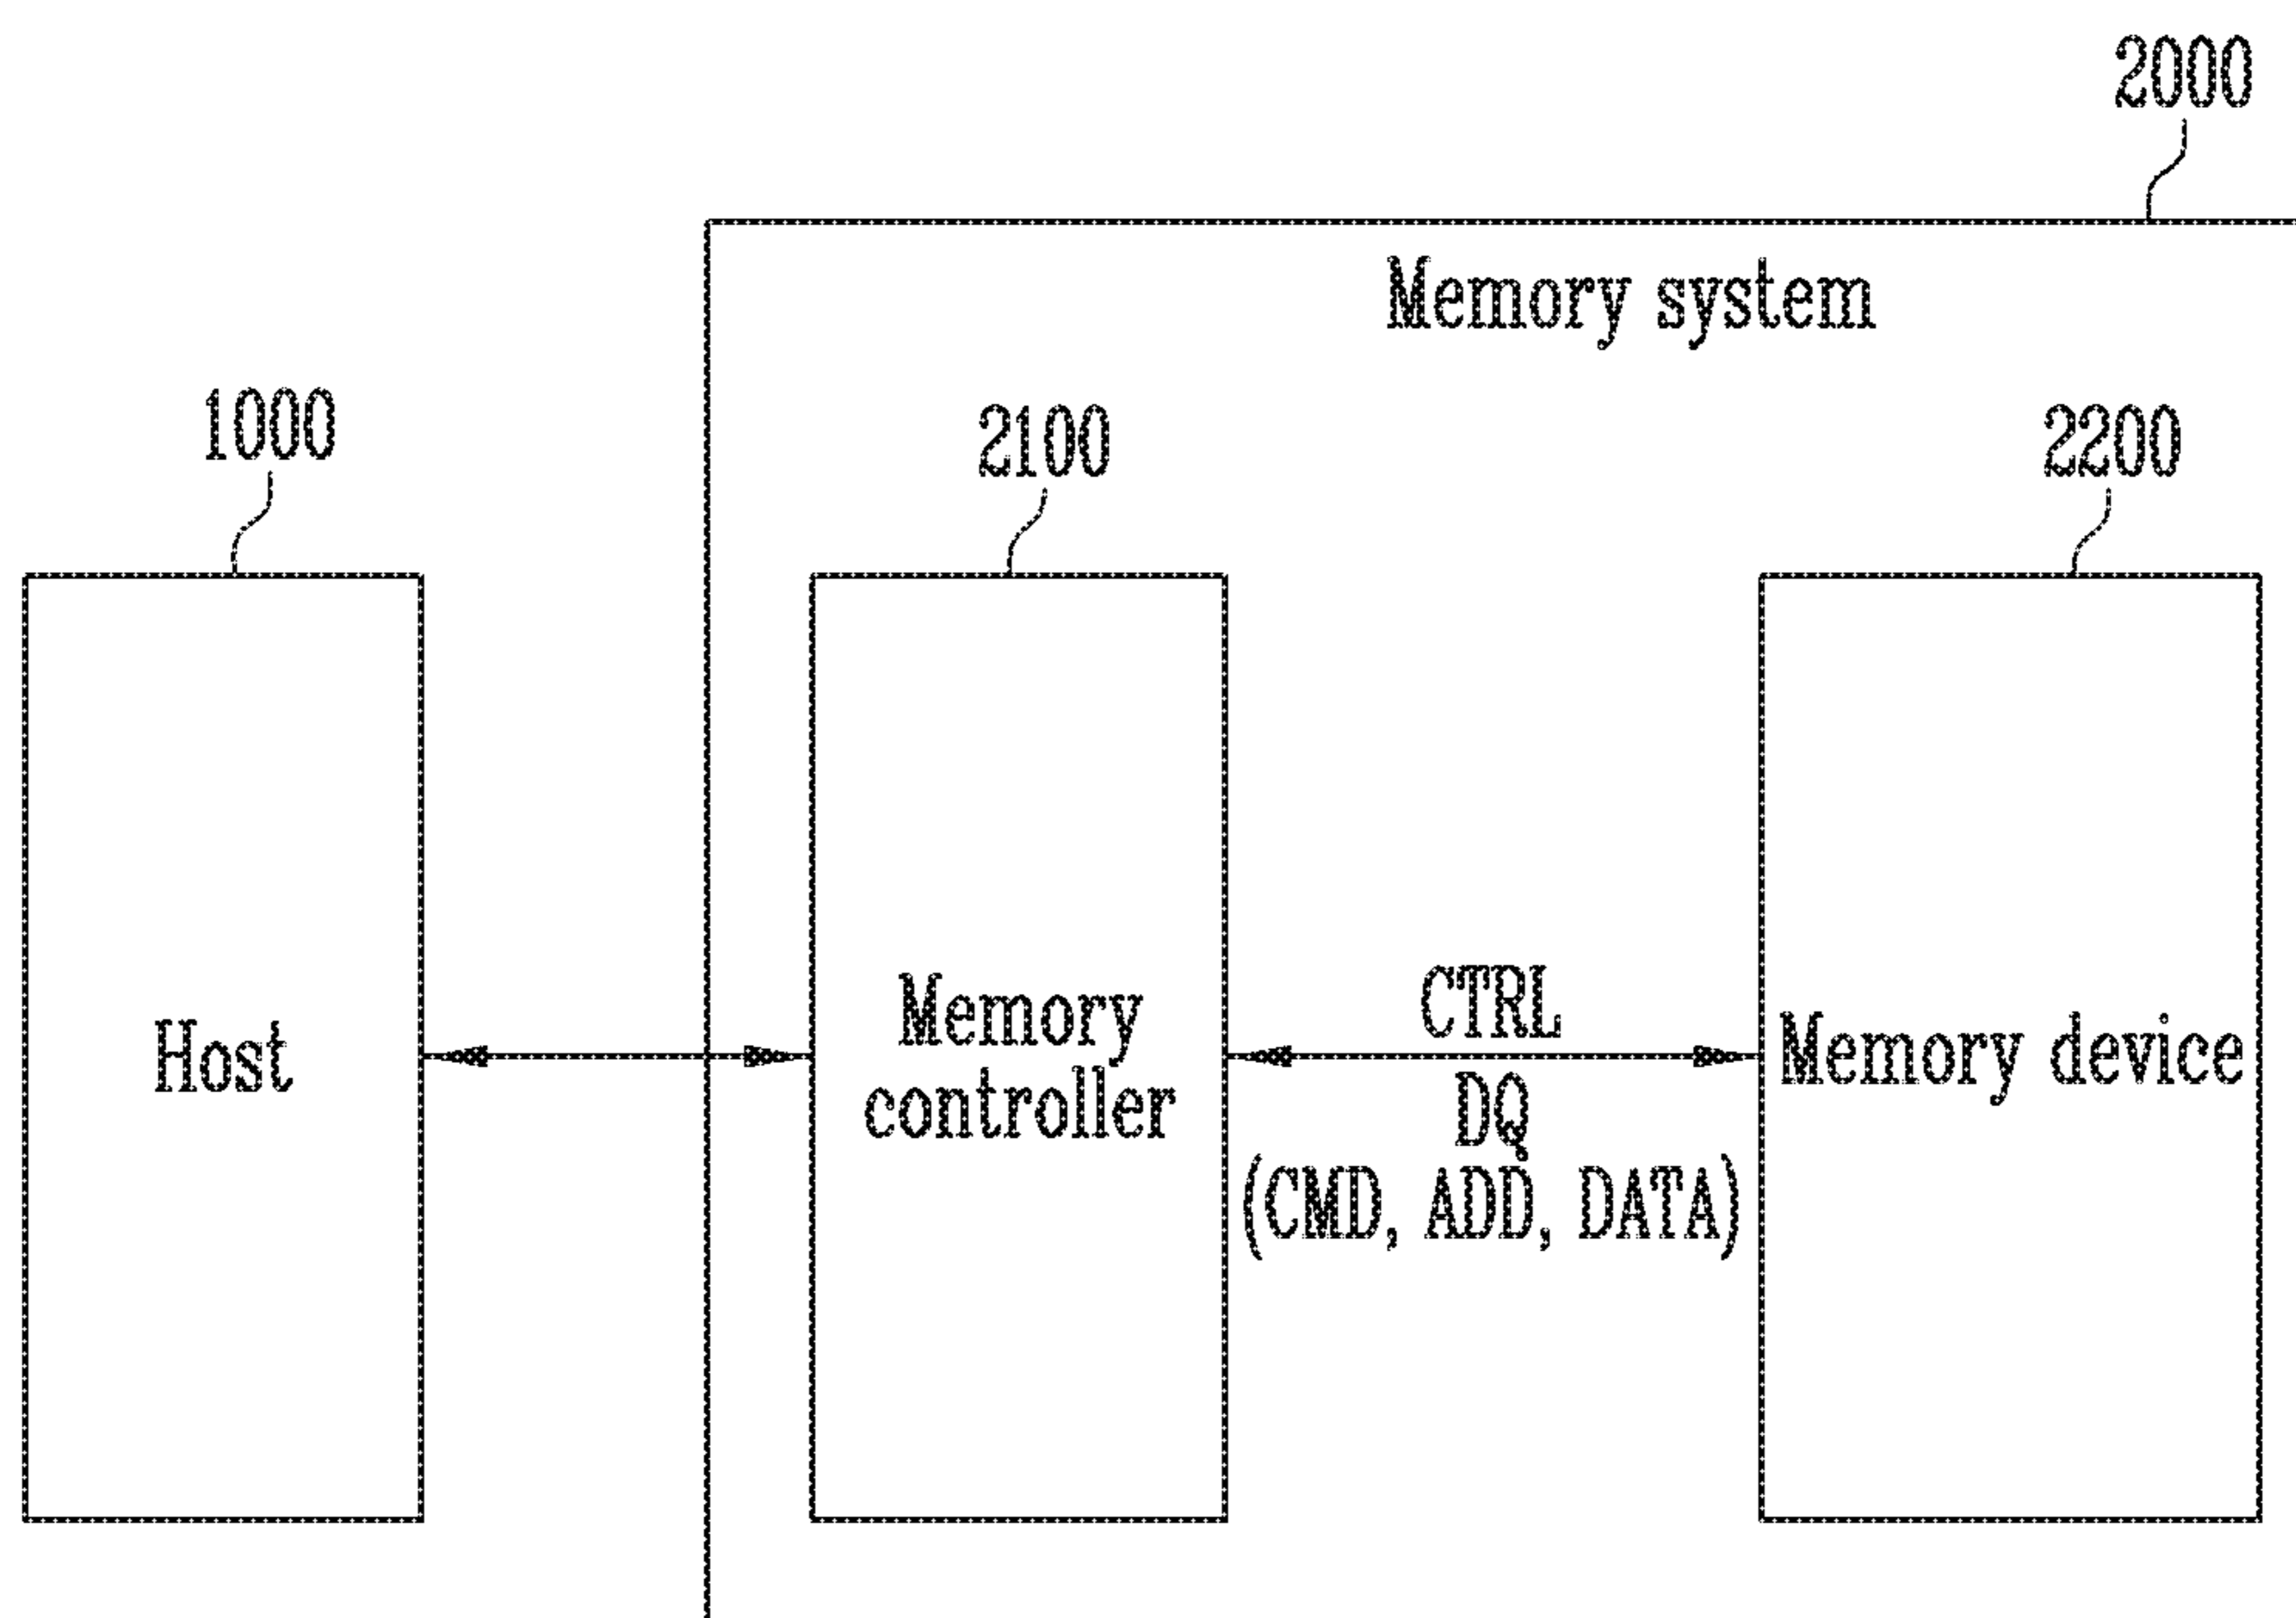 2000
Memory system
1000
2100
2200
Host
Memory
controller
CTRL
DQ
(CMD, ADD, DATA)
Memory device